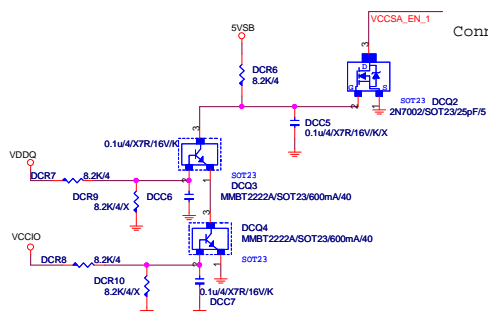 VCCSA_EN_1
Conn
5VSB
3
D
G
S
DCR6
8.2K/4
2
1
SOT23
DCQ2
2N7002/SOT23/25pF/5
DCC5
0.1u/4/X7R/16V/K/X
3
0.1u/4/X7R/16V/K
SOT23
VDDQ
DCR7
8.2K/4
2
1
DCQ3
MMBT2222A/SOT23/600mA/40
DCR9
8.2K/4/X
DCC6
3
DCQ4
MMBT2222A/SOT23/600mA/40
VCCIO
DCR8
8.2K/4
2
1
SOT23
DCR10
8.2K/4/X
0.1u/4/X7R/16V/K
DCC7